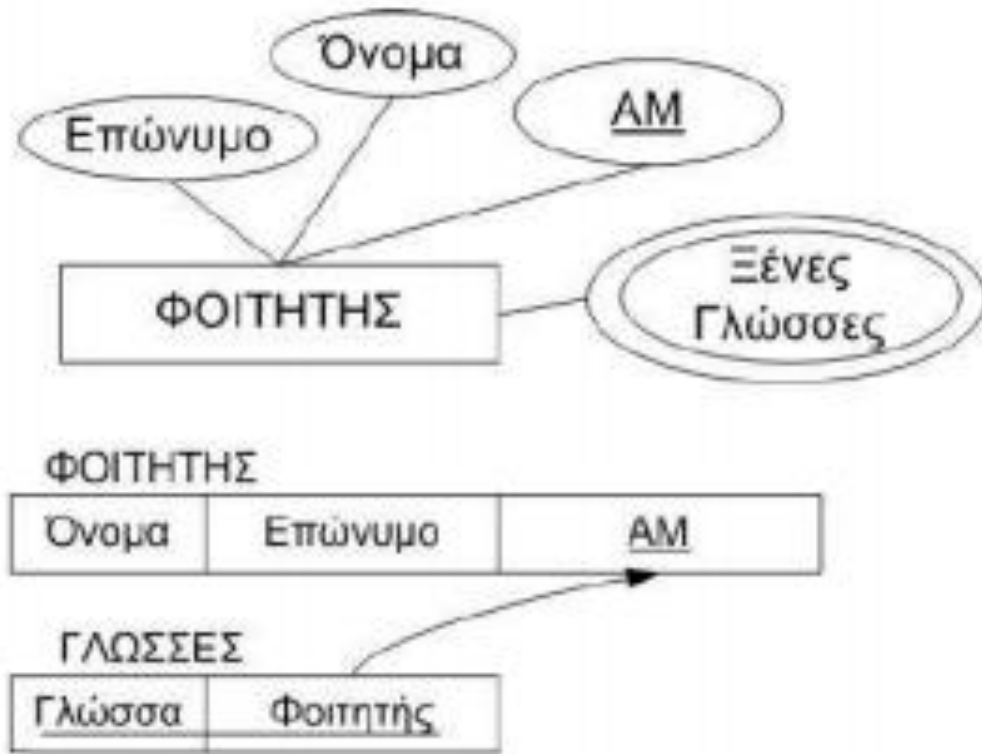 Όνομα
Επώνυμο
ΑΜ
Ξένες
Γλώσσες
ΦΟΙΤΗΤΗΣ
ΦΟΙΤΗΤΗΣ
Όνομα Επώνυμο ΑΜ
ΓΛΩΣΣΕΣ
Γλώσσα Φοιτητής